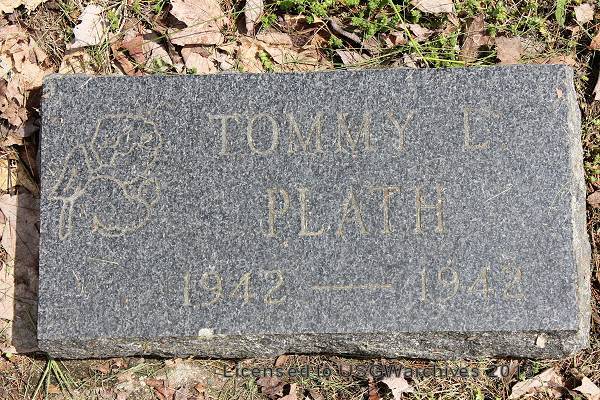 TOMMY L.
PLATH
1942 — 1942
Licensed to USGWarchives